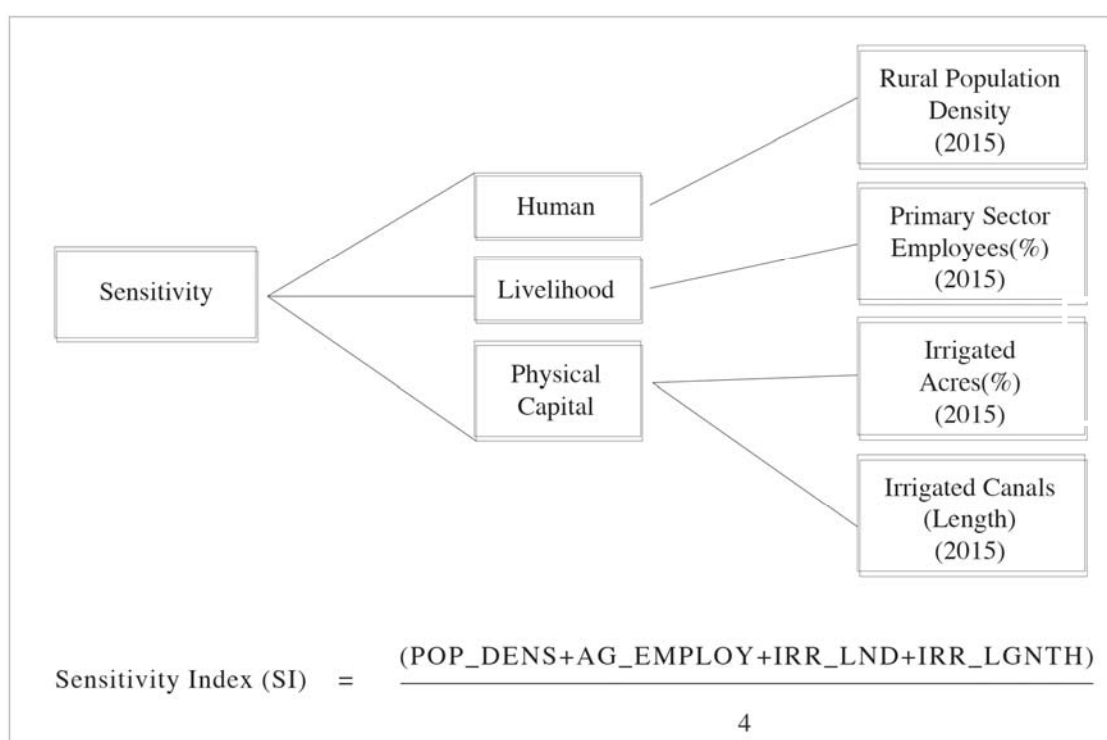 Sensitivity
Human
Livelihood
Physical
Capital
Rural Population
Density
(2015)
Primary Sector
Employees(%)
(2015)
Irrigated
Acres(%)
(2015)
Irrigated Canals
(Length)
(2015)
Sensitivity Index (SI) = (POP_DENS+AG_EMPLOY+IRR_LND+IRR_LGNTH)
4